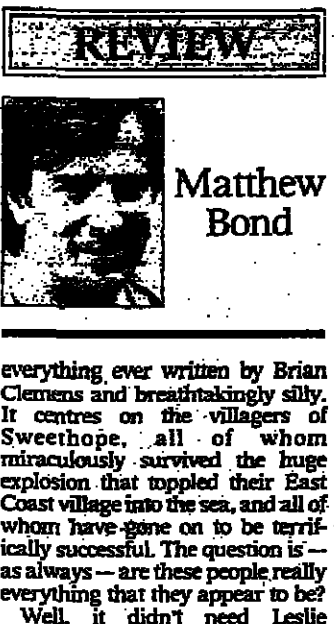 REVIEW
Matthew
Bond
everything ever written by Brian
Clemens and breathtakingly silly.
It centres on the villagers of
Sweethope, all of whom
miraculously survived the huge
explosion that toppled their East
Coast village into the sea, and all of
whom have gone on to be terrif-
ically successful. The question is —
as always — are these people really
everything that they appear to be?
Well, it didn't need Leslie